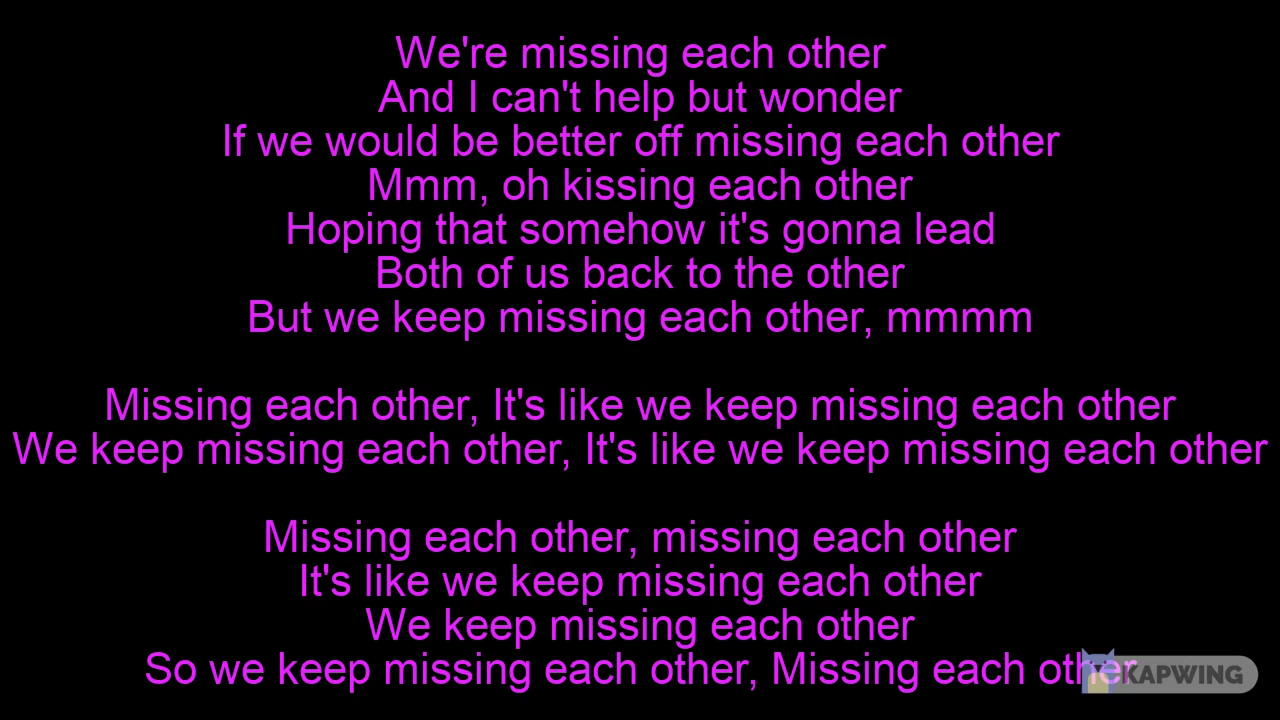 We're missing each other
And I can't help but wonder
If we would be better off missing each other
Mmm, oh kissing each other
Hoping that somehow it's gonna lead
Both of us back to the other
But we keep missing each other, mmmm
Missing each other, It's like we keep missing each other
We keep missing each other, It's like we keep missing each other
Missing each other, missing each other
It's like we keep missing each other
We keep missing each other
So we keep missing each other, Missing each other
KAPWING